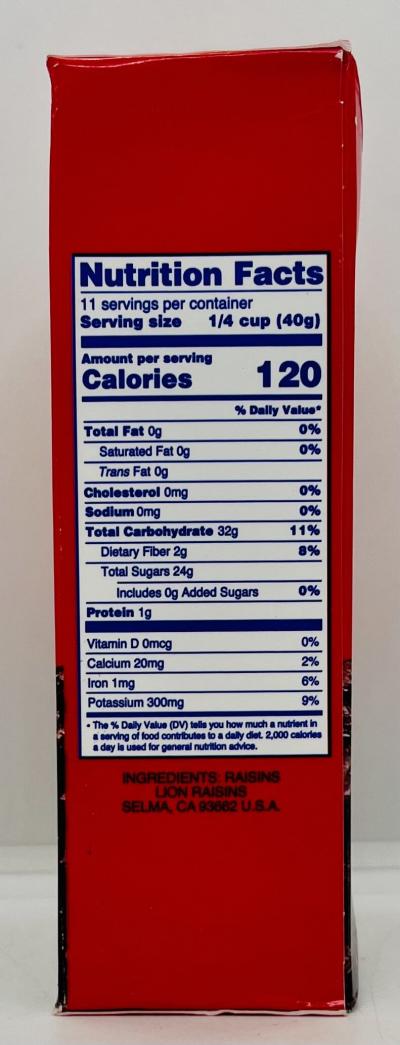 Nutrition Facts
11 servings per container
Serving size 1/4 cup (40g)
Amount per serving
Calories 120
% Daily Value*
Total Fat 0g 0%
Saturated Fat 0g 0%
Trans Fat 0g
Cholesterol 0mg 0%
Sodium 0mg 0%
Total Carbohydrate 32g 11%
Dietary Fiber 2g 8%
Total Sugars 24g
Includes 0g Added Sugars 0%
Protein 1g
Vitamin D 0mcg 0%
Calcium 20mg 2%
Iron 1mg 6%
Potassium 300mg 9%
* The % Daily Value (DV) tells you how much a nutrient in
a serving of food contributes to a daily diet. 2,000 calories
a day is used for general nutrition advice.
INGREDIENTS: RAISINS
LION RAISINS
SELMA, CA 93662 U.S.A.